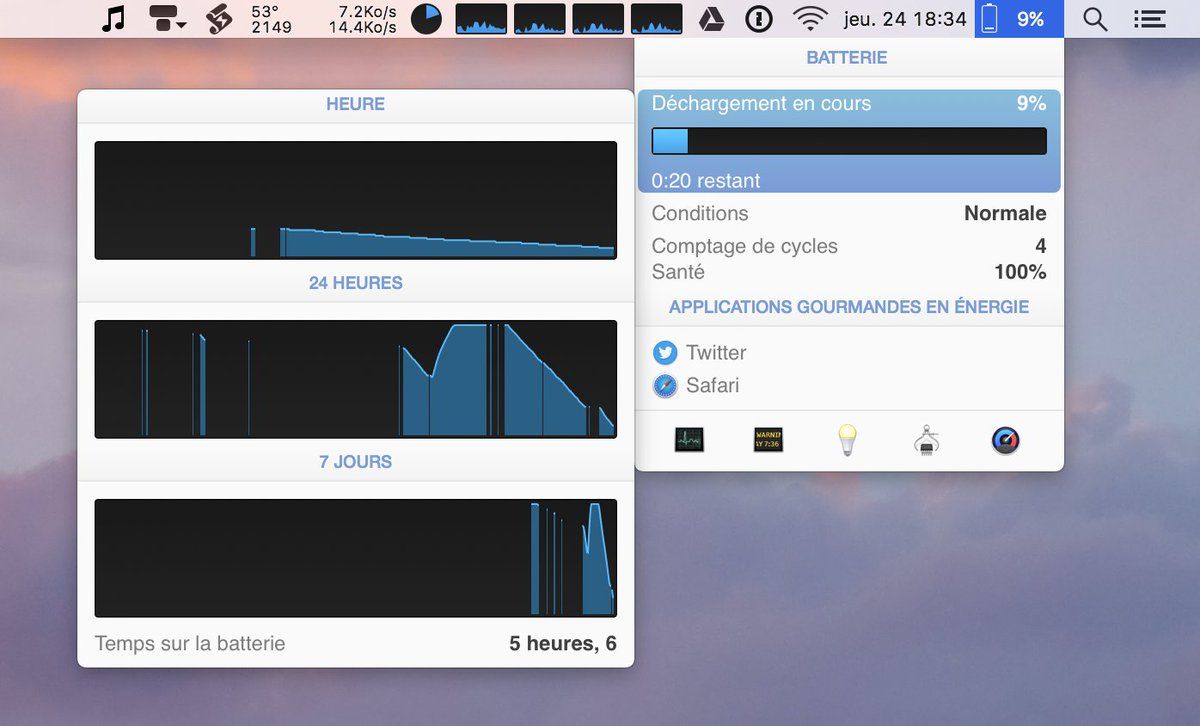 53°
2149
7.2Ko/s
14.4Ko/s
jeu. 24 18:34
9%
BATTERIE
Déchargement en cours 9%
0:20 restant
Conditions Normale
Comptage de cycles 4
Santé 100%
APPLICATIONS GOURMANDES EN ÉNERGIE
Twitter
Safari
WARNIN
AY 7:36
HEURE
24 HEURES
7 JOURS
Temps sur la batterie 5 heures, 6